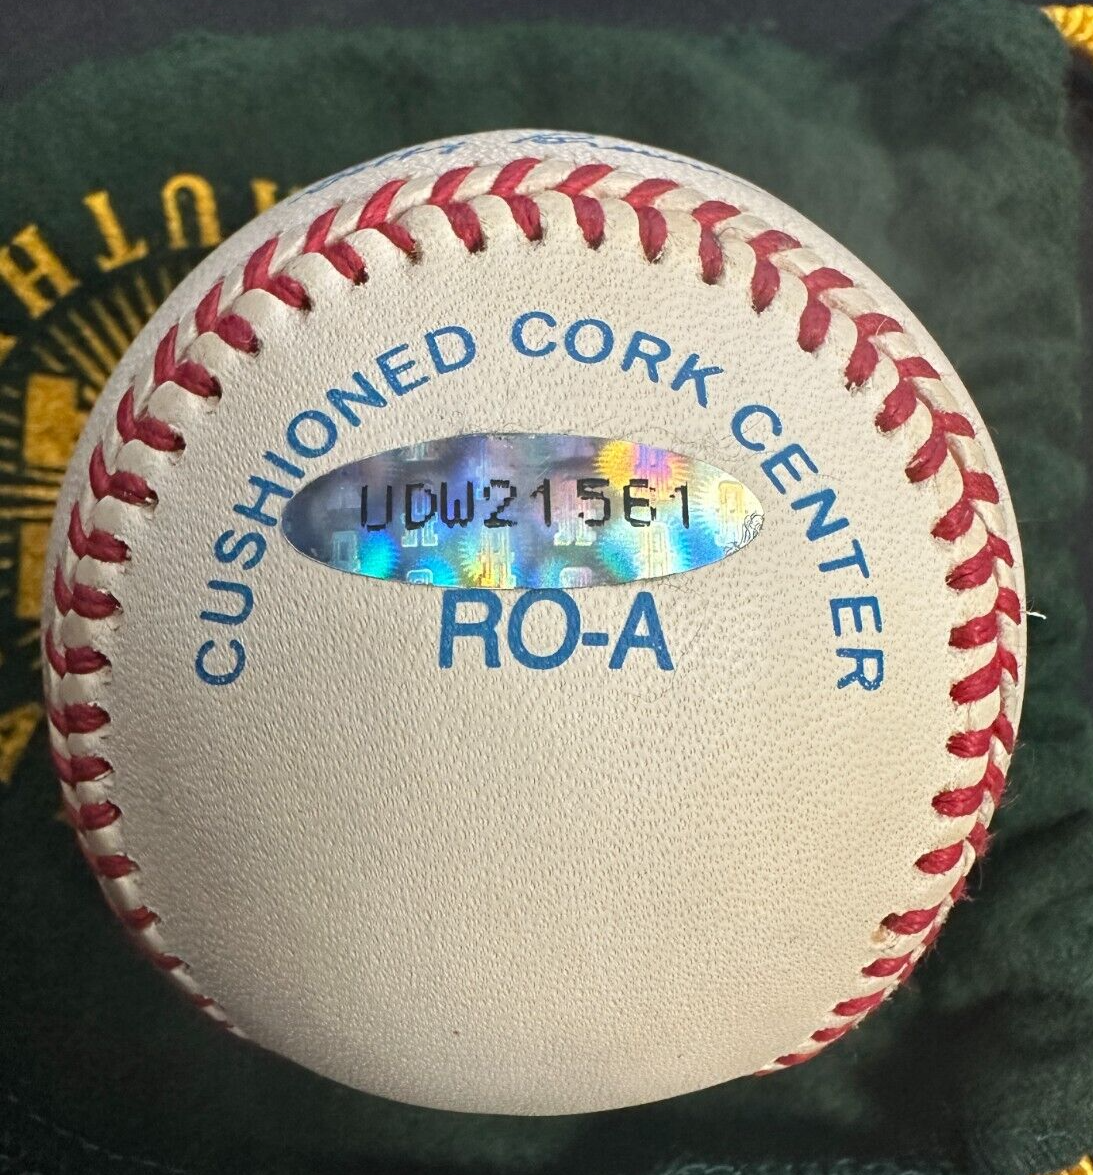 CUSHIONED CORK CENTER
UDW21561
RO-A